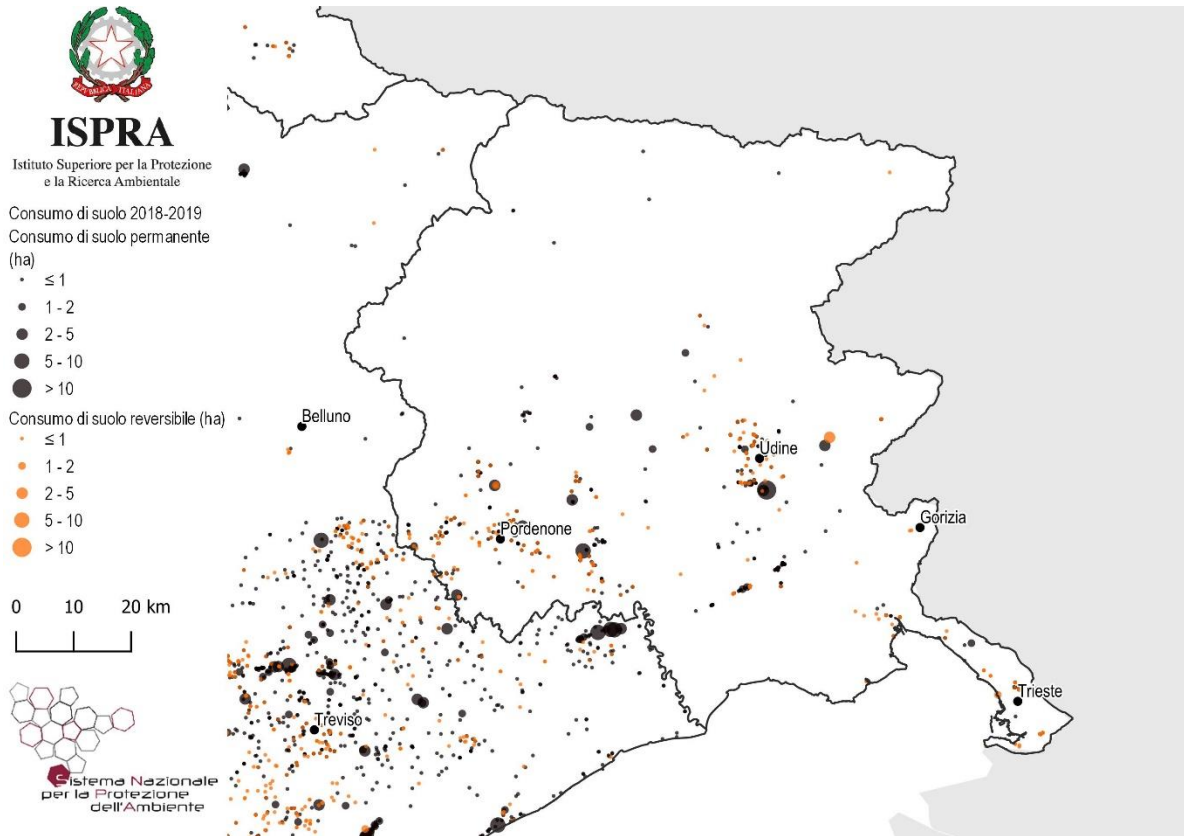 REPVBBLICA ITALIANA
ISPRA
Istituto Superiore per la Protezione
e la Ricerca Ambientale
Consumo di suolo 2018-2019
Consumo di suolo permanente
(ha)
≤ 1
1 - 2
2 - 5
5 - 10
> 10
Consumo di suolo reversibile (ha)
≤ 1
1 - 2
2 - 5
5 - 10
> 10
0 10 20 km
Sistema Nazionale
per la Protezione
dell'Ambiente
Belluno
Udine
Pordenone
Gorizia
Trieste
Treviso